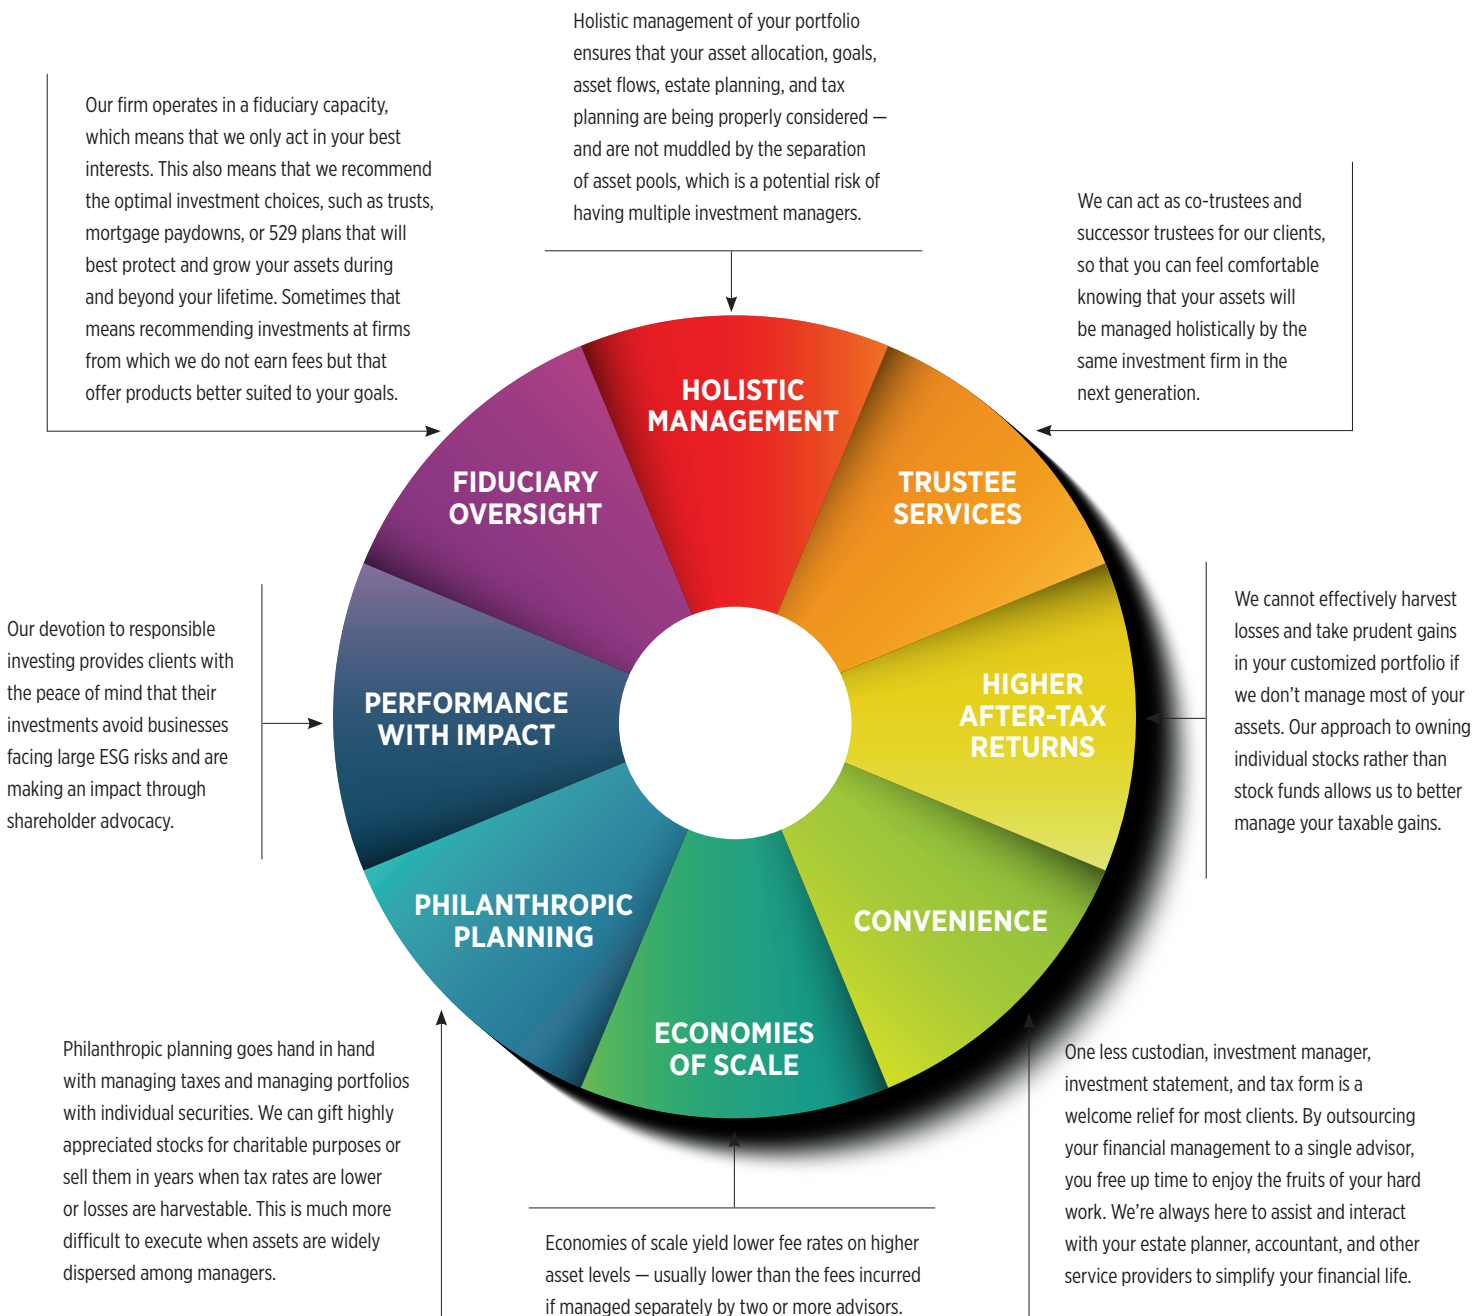 Holistic management of your portfolio
ensures that your asset allocation, goals,
asset flows, estate planning, and tax
planning are being properly considered —
and are not muddled by the separation
of asset pools, which is a potential risk of
having multiple investment managers.
Our firm operates in a fiduciary capacity,
which means that we only act in your best
interests. This also means that we recommend
the optimal investment choices, such as trusts,
mortgage paydowns, or 529 plans that will
best protect and grow your assets during
and beyond your lifetime. Sometimes that
means recommending investments at firms
from which we do not earn fees but that
offer products better suited to your goals.
We can act as co-trustees and
successor trustees for our clients,
so that you can feel comfortable
knowing that your assets will
be managed holistically by the
same investment firm in the
next generation.
HOLISTIC
MANAGEMENT
FIDUCIARY
OVERSIGHT
TRUSTEE
SERVICES
Our devotion to responsible
investing provides clients with
the peace of mind that their
investments avoid businesses
facing large ESG risks and are
making an impact through
shareholder advocacy.
PERFORMANCE
WITH IMPACT
HIGHER
AFTER-TAX
RETURNS
We cannot effectively harvest
losses and take prudent gains
in your customized portfolio if
we don't manage most of your
assets. Our approach to owning
individual stocks rather than
stock funds allows us to better
manage your taxable gains.
PHILANTHROPIC
PLANNING
CONVENIENCE
ECONOMIES
OF SCALE
Philanthropic planning goes hand in hand
with managing taxes and managing portfolios
with individual securities. We can gift highly
appreciated stocks for charitable purposes or
sell them in years when tax rates are lower
or losses are harvestable. This is much more
difficult to execute when assets are widely
dispersed among managers.
Economies of scale yield lower fee rates on higher
asset levels — usually lower than the fees incurred
if managed separately by two or more advisors.
One less custodian, investment manager,
investment statement, and tax form is a
welcome relief for most clients. By outsourcing
your financial management to a single advisor,
you free up time to enjoy the fruits of your hard
work. We're always here to assist and interact
with your estate planner, accountant, and other
service providers to simplify your financial life.